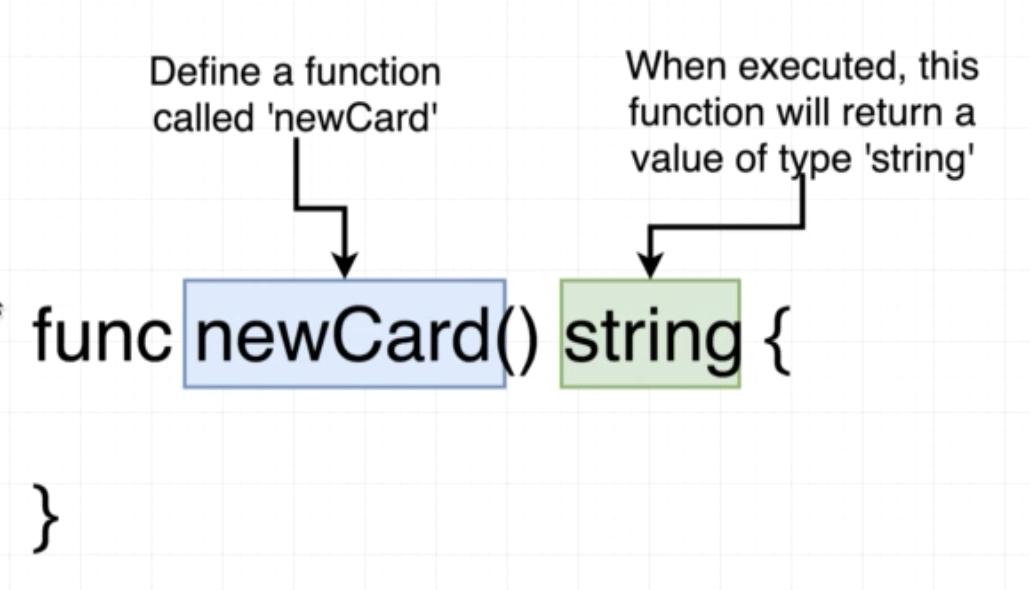 Define a function
called 'newCard'
When executed, this
function will return a
value of type 'string'
func newCard() string {
}